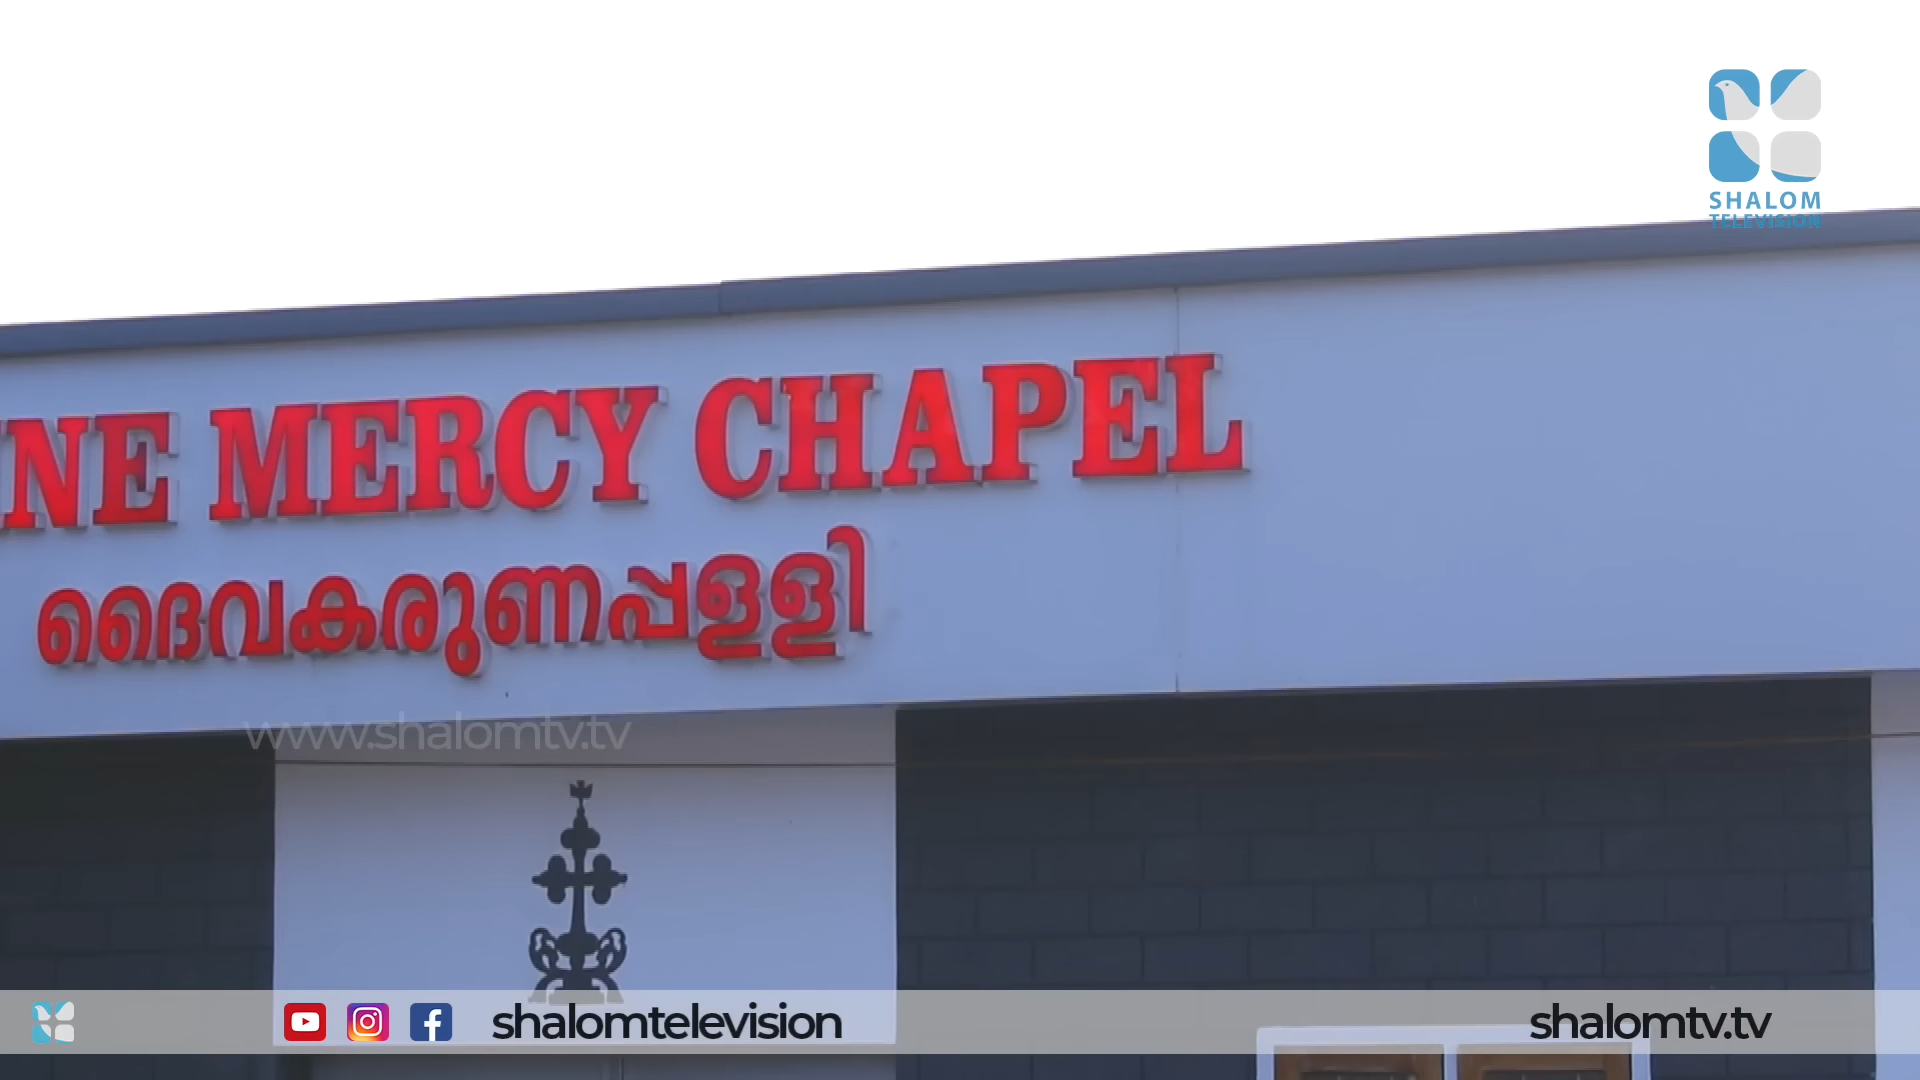 SHALOM
TELEVISION
NE MERCY CHAPEL
ദൈവകരുണപ്പള്ളി
www.shalomtv.tv
shalomtelevision
shalomtv.tv